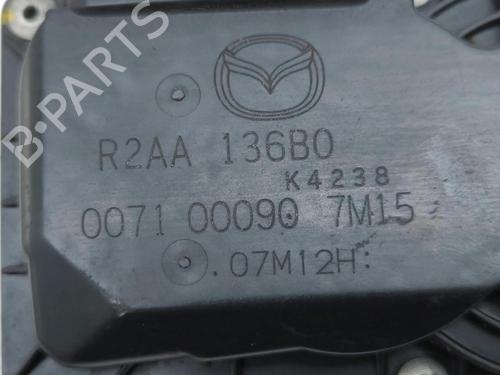 B-PARTS
R2AA 136B0
K4238
0071 00090 7M15
.07M12H: